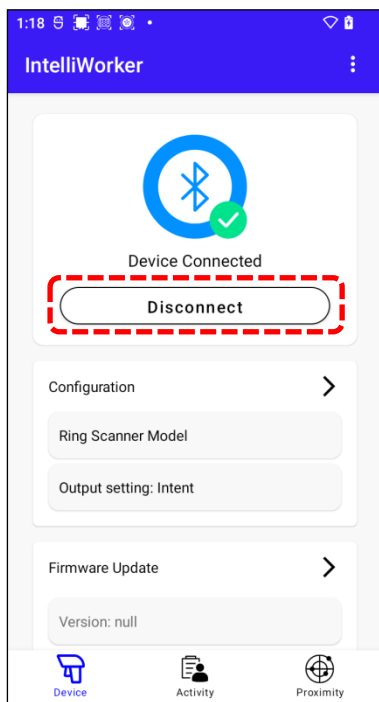 1:18
IntelliWorker
Device Connected
Disconnect
Configuration
Ring Scanner Model
Output setting: Intent
Firmware Update
Version: null
Device
Activity
Proximity